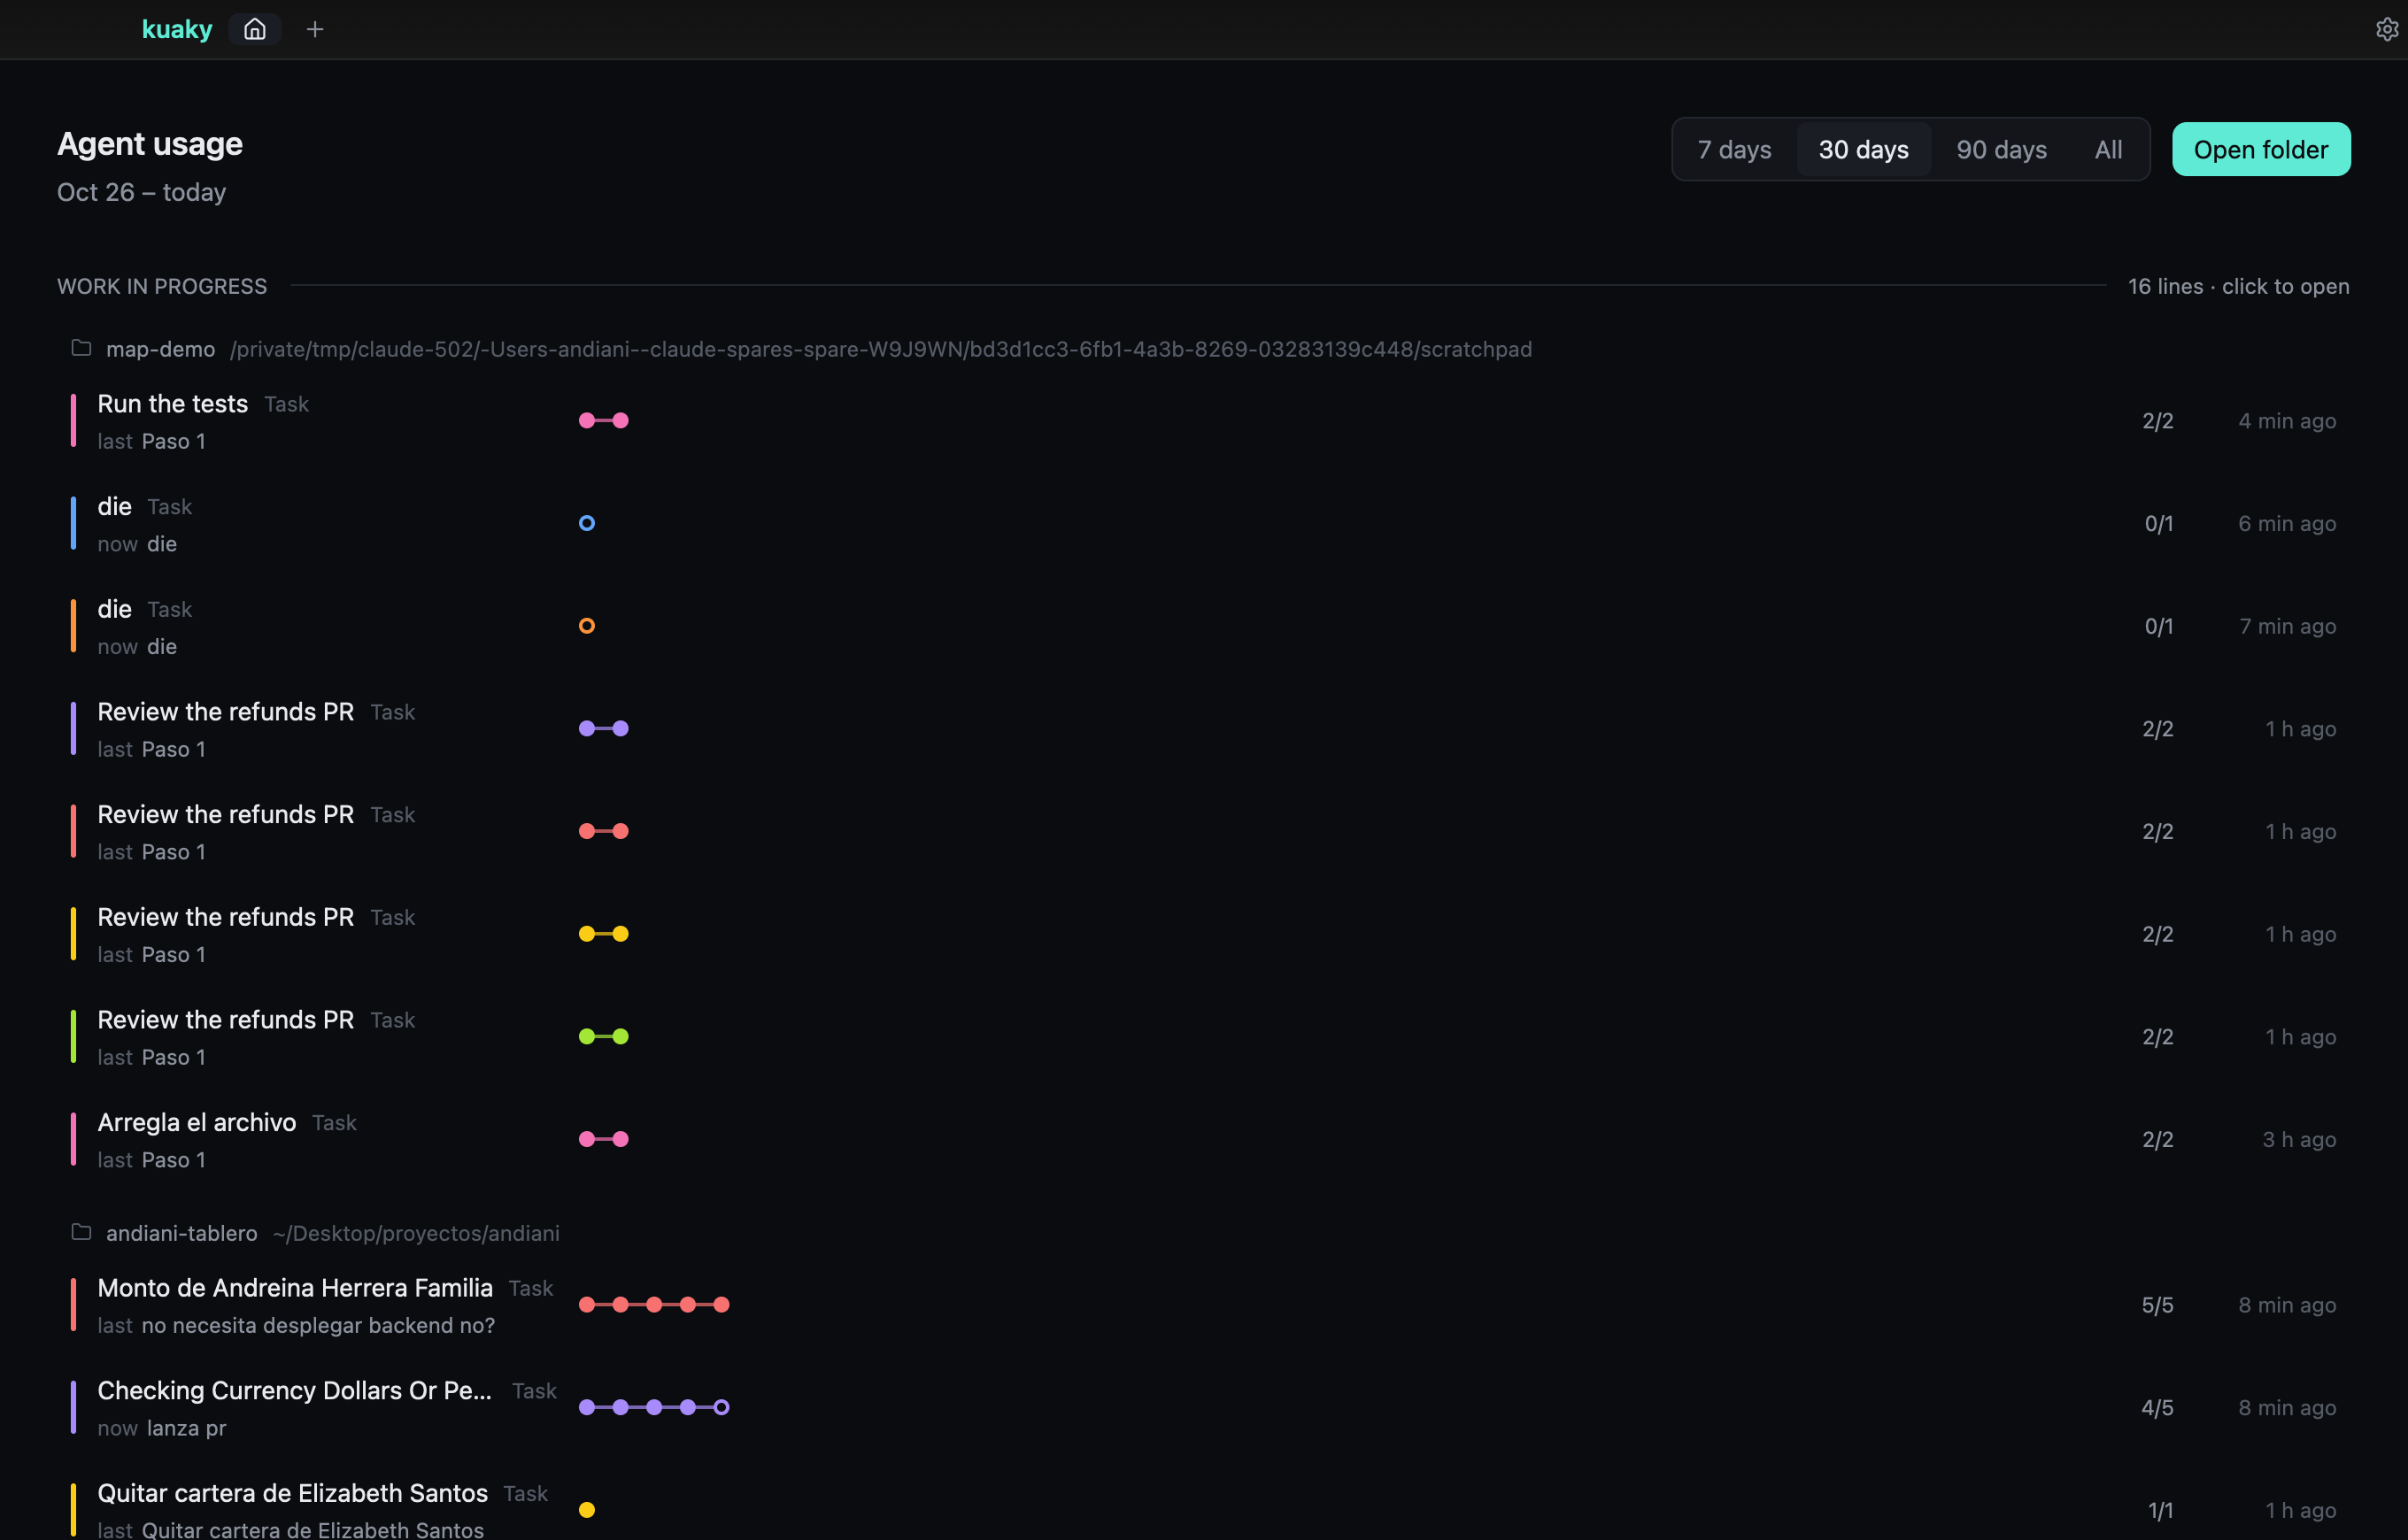 kuaky
Agent usage
Oct 26 – today
7 days 30 days 90 days All
Open folder
WORK IN PROGRESS
16 lines · click to open
map-demo /private/tmp/claude-502/-Users-andiani--claude-spares-spare-W9J9WN/bd3d1cc3-6fb1-4a3b-8269-03283139c448/scratchpad
Run the tests Task
last Paso 1
2/2 4 min ago
die Task
now die
0/1 6 min ago
die Task
now die
0/1 7 min ago
Review the refunds PR Task
last Paso 1
2/2 1 h ago
Review the refunds PR Task
last Paso 1
2/2 1 h ago
Review the refunds PR Task
last Paso 1
2/2 1 h ago
Review the refunds PR Task
last Paso 1
2/2 1 h ago
Arregla el archivo Task
last Paso 1
2/2 3 h ago
andiani-tablero ~/Desktop/proyectos/andiani
Monto de Andreina Herrera Familia Task
last no necesita desplegar backend no?
5/5 8 min ago
Checking Currency Dollars Or Pe... Task
now lanza pr
4/5 8 min ago
Quitar cartera de Elizabeth Santos Task
last Quitar cartera de Elizabeth Santos
1/1 1 h ago